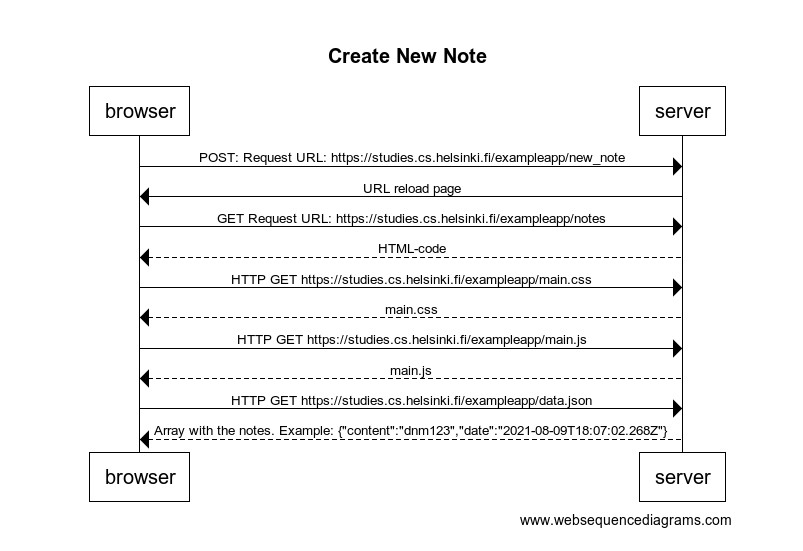 Create New Note
browser
server
POST: Request URL: https://studies.cs.helsinki.fi/exampleapp/new_note
URL reload page
GET Request URL: https://studies.cs.helsinki.fi/exampleapp/notes
HTML-code
HTTP GET https://studies.cs.helsinki.fi/exampleapp/main.css
main.css
HTTP GET https://studies.cs.helsinki.fi/exampleapp/main.js
main.js
HTTP GET https://studies.cs.helsinki.fi/exampleapp/data.json
Array with the notes. Example: {"content":"dnm123","date":"2021-08-09T18:07:02.268Z"}
browser
server
www.websequencediagrams.com